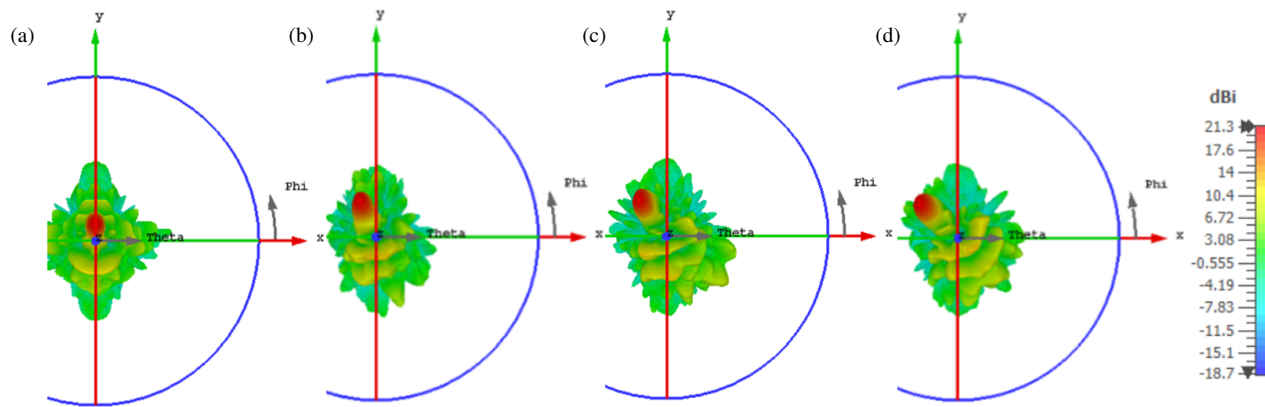 (a)
y
Phi
z
Theta
x
(b)
y
Phi
z
Theta
x
(c)
y
Phi
z
Theta
x
(d)
y
Phi
z
Theta
x
dBi
21.3
17.6
14
10.4
6.72
3.08
-0.555
-4.19
-7.83
-11.5
-15.1
-18.7